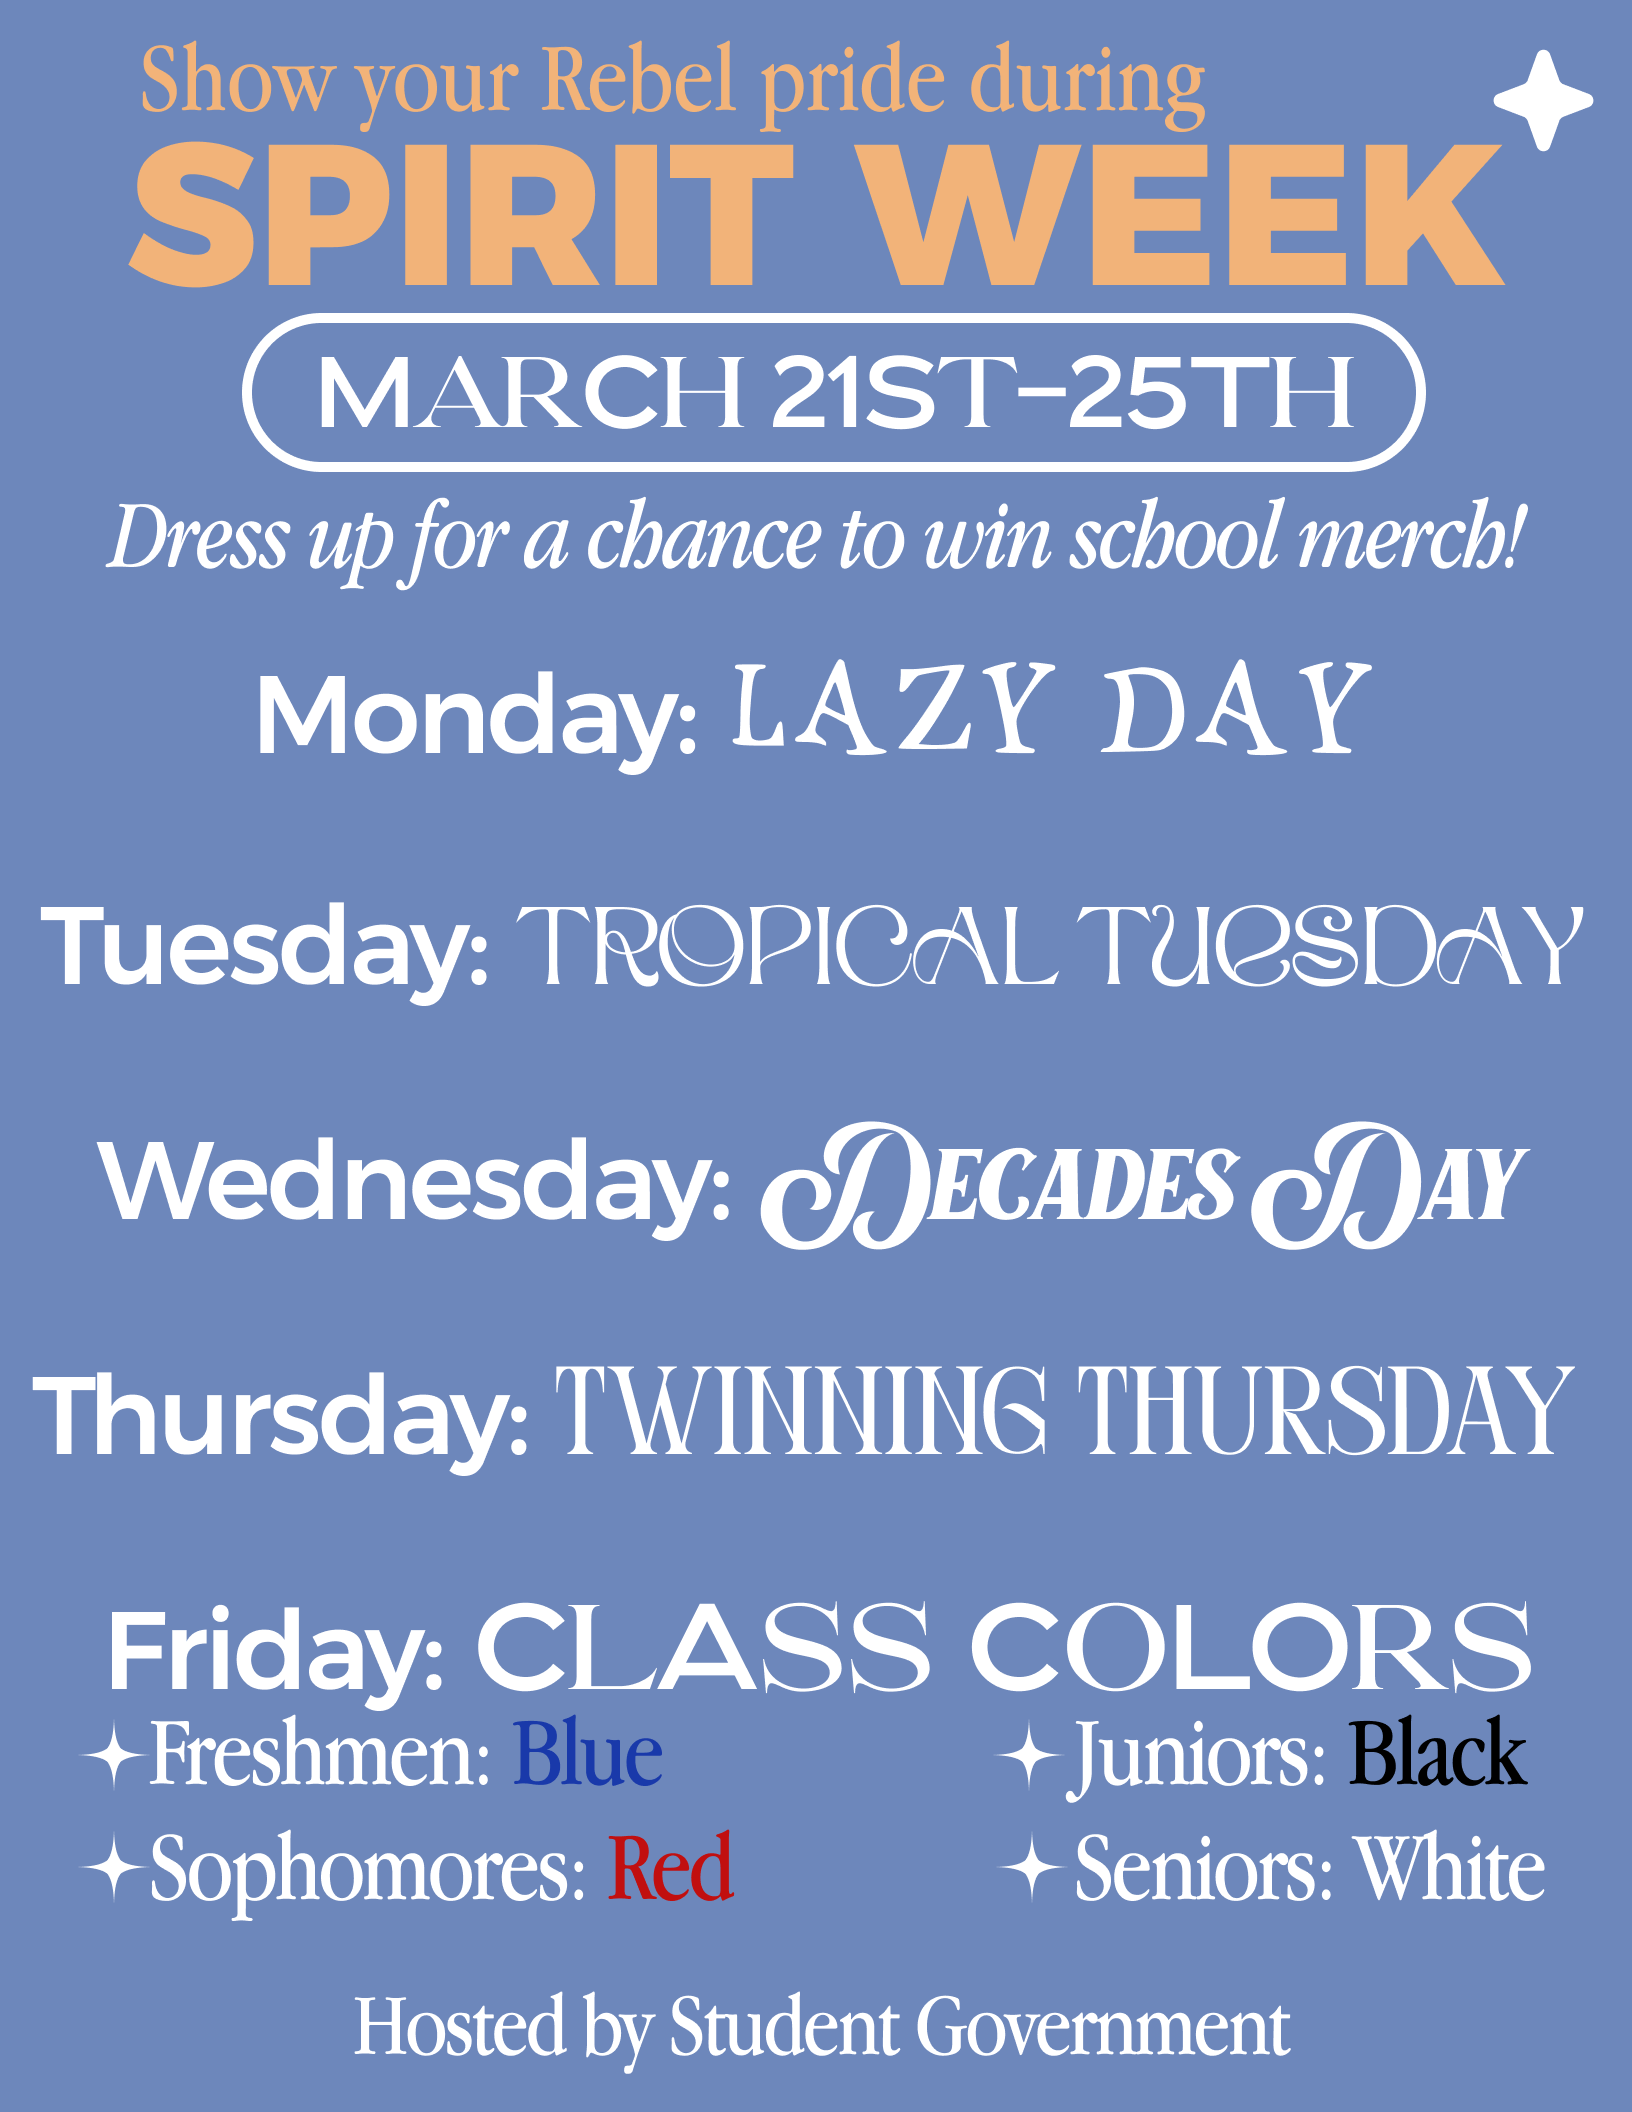 Show your Rebel pride during
SPIRIT WEEK
MARCH 21ST-25TH
Dress up for a chance to win school merch!
Monday: LAZY DAY
Tuesday: TROPICAL TUESDAY
Wednesday: DECADES DAY
Thursday: TWINNING THURSDAY
Friday: CLASS COLORS
Freshmen: Blue
Juniors: Black
Sophomores: Red
Seniors: White
Hosted by Student Government